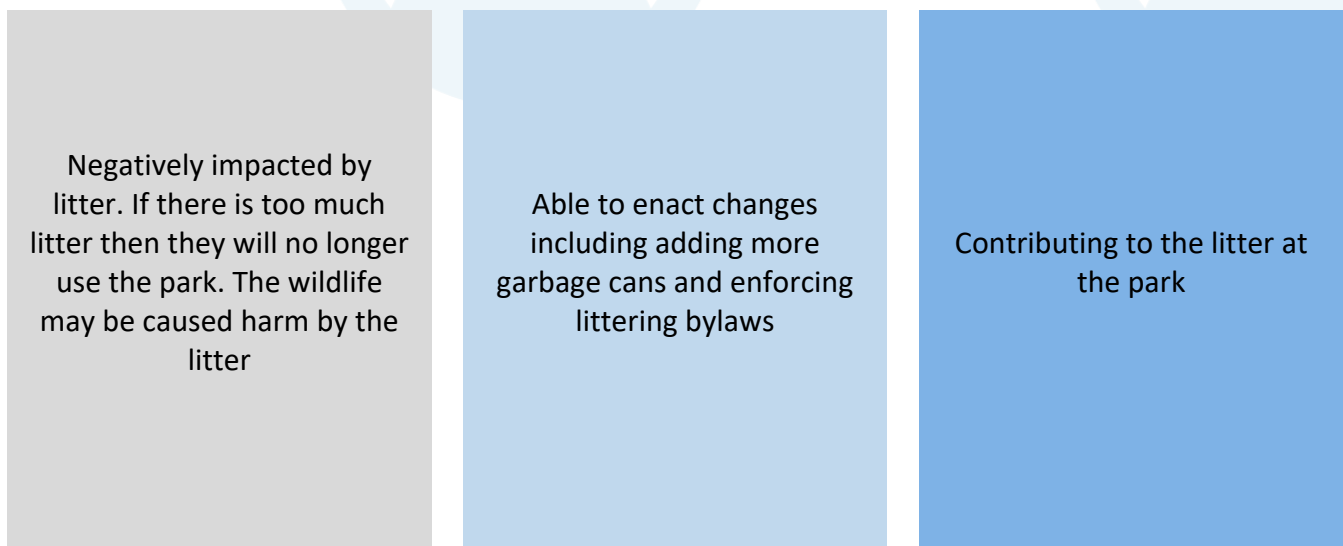 Negatively impacted by
litter. If there is too much
litter then they will no longer
use the park. The wildlife
may be caused harm by the
litter
Able to enact changes
including adding more
garbage cans and enforcing
littering bylaws
Contributing to the litter at
the park